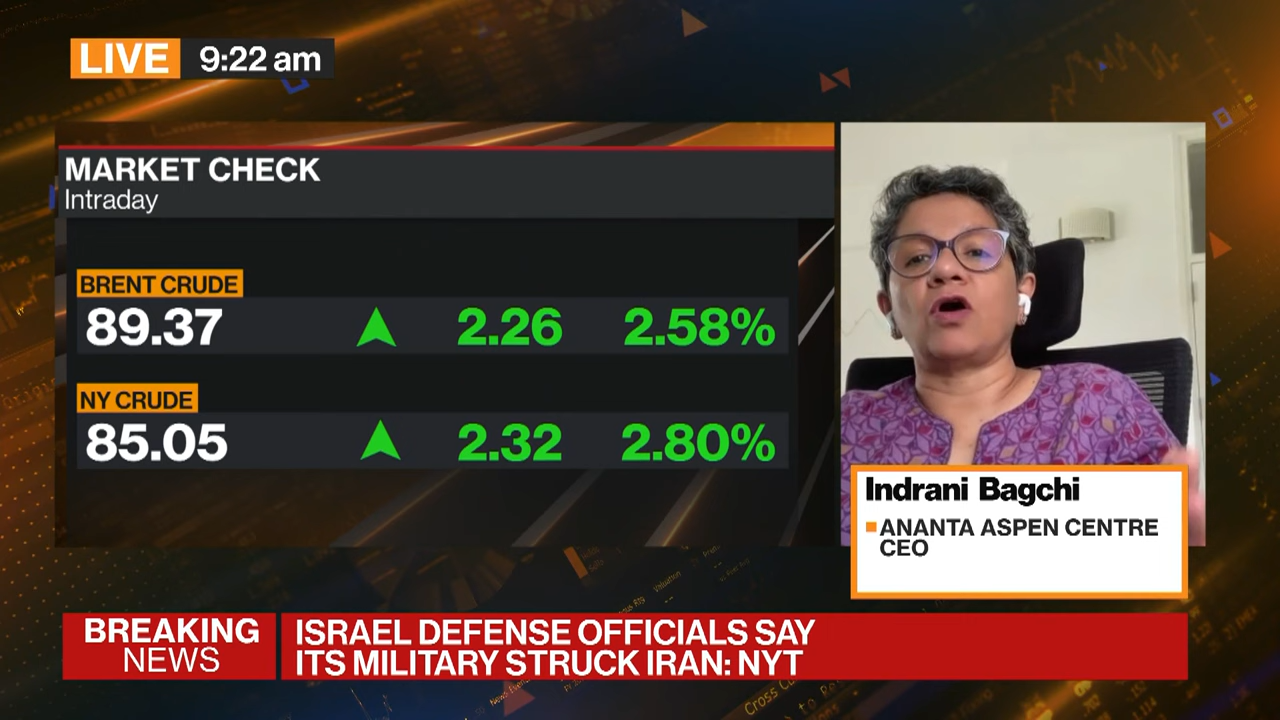 LIVE 9:22 am
MARKET CHECK
Intraday
BRENT CRUDE
89.37 ▲ 2.26 2.58%
NY CRUDE
85.05 ▲ 2.32 2.80%
Indrani Bagchi
ANANTA ASPEN CENTRE
CEO
BREAKING
NEWS
ISRAEL DEFENSE OFFICIALS SAY
ITS MILITARY STRUCK IRAN: NYT